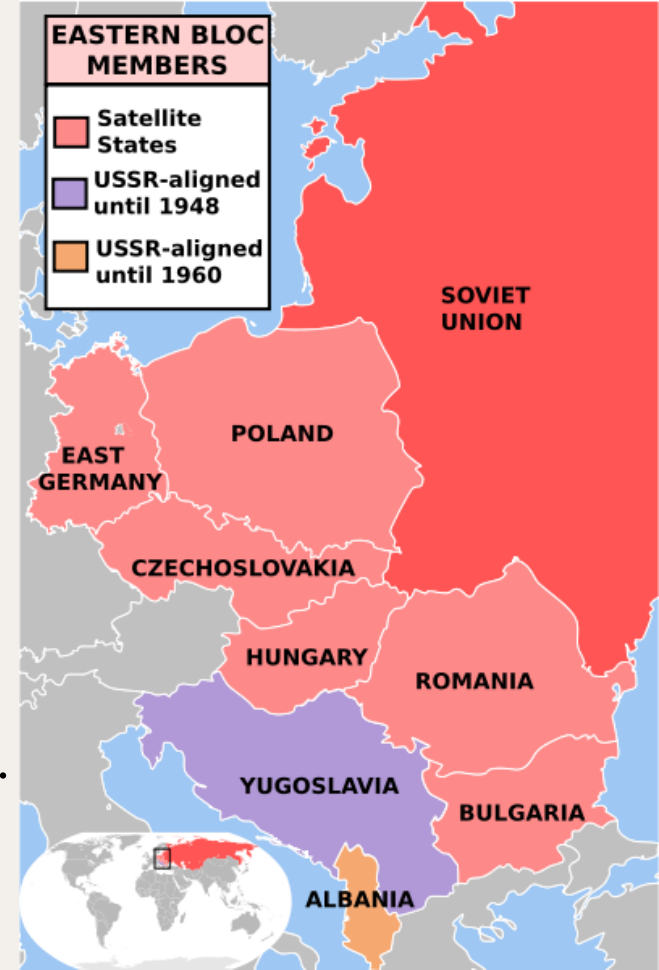 EASTERN BLOC
MEMBERS
Satellite
States
USSR-aligned
until 1948
USSR-aligned
until 1960
SOVIET
UNION
POLAND
EAST
GERMANY
CZECHOSLOVAKIA
HUNGARY
ROMANIA
YUGOSLAVIA
BULGARIA
ALBANIA